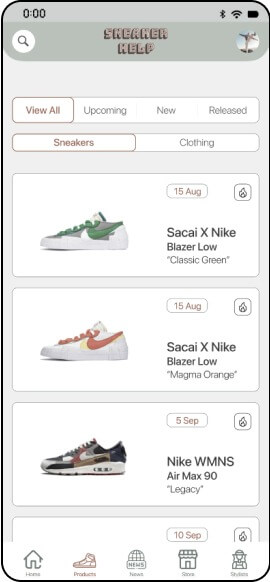 0:00
SNEAKER
HELP
View All
Upcoming
New
Released
Sneakers
Clothing
15 Aug
Sacai X Nike
Blazer Low
"Classic Green"
15 Aug
Sacai X Nike
Blazer Low
"Magma Orange"
5 Sep
Nike WMNS
Air Max 90
"Legacy"
10 Sep
NEWS
Home
Products
News
Store
Stylists